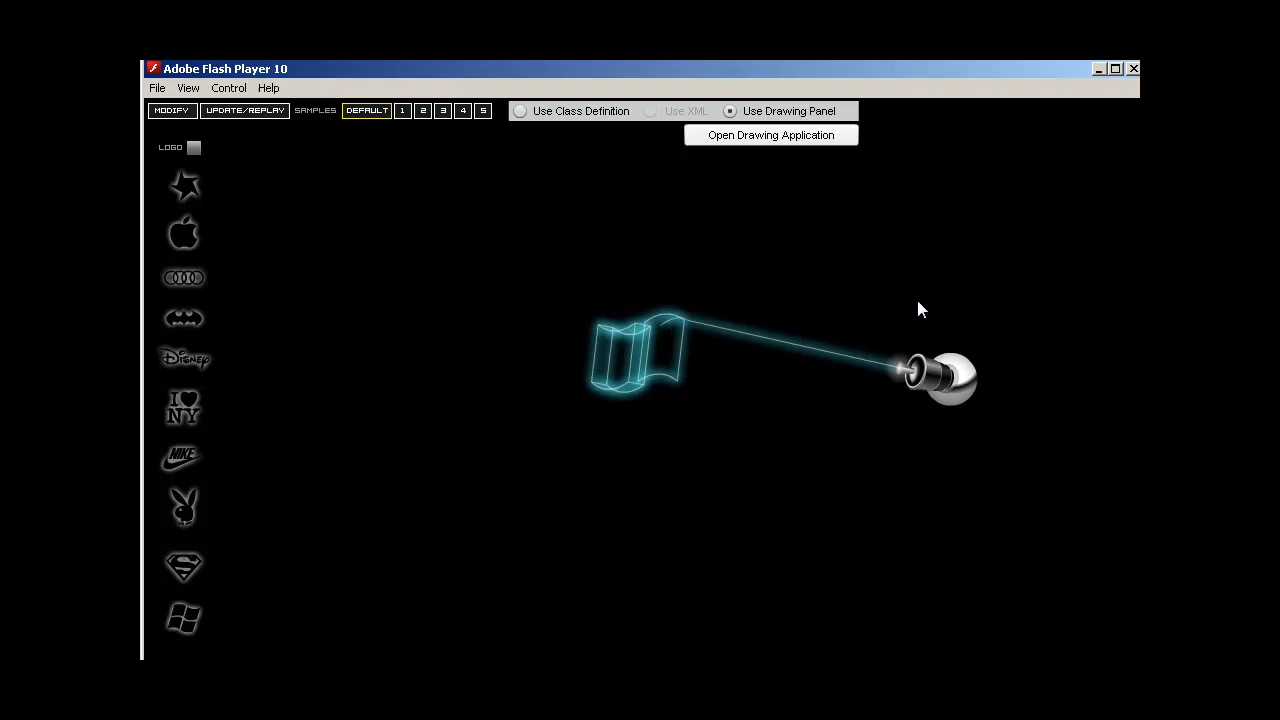 Adobe Flash Player 10
File View Control Help
MODIFY UPDATE/REPLAY SAMPLES DEFAULT 1 2 3 4 5 Use Class Definition Use XML Use Drawing Panel
Open Drawing Application
LOGO
Disney
I NY
NIKE
S